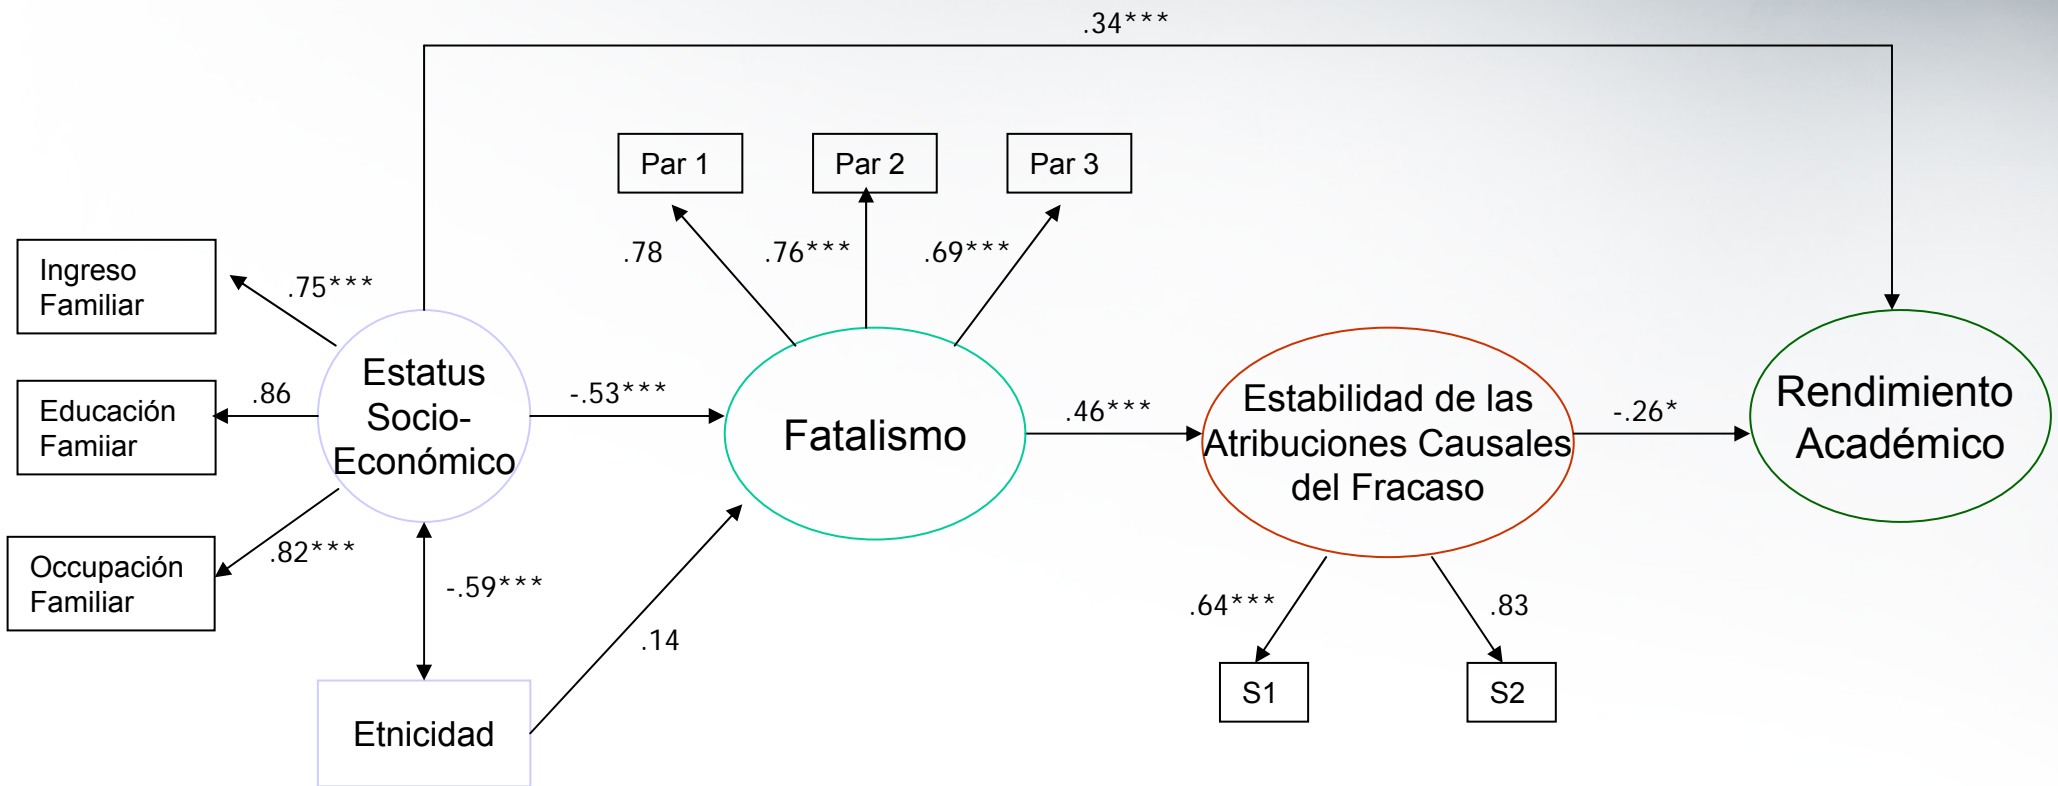 .34***
Par 1
Par 2
Par 3
.78
.76***
.69***
Ingreso
Familiar
.75***
Educación
Famiiar
.86
Occupación
Familiar
.82***
Estatus
Socio-
Económico
-.53***
Fatalismo
.46***
Estabilidad de las
Atribuciones Causales
del Fracaso
-.26*
Rendimiento
Académico
-.59***
.14
Etnicidad
.64***
.83
S1
S2